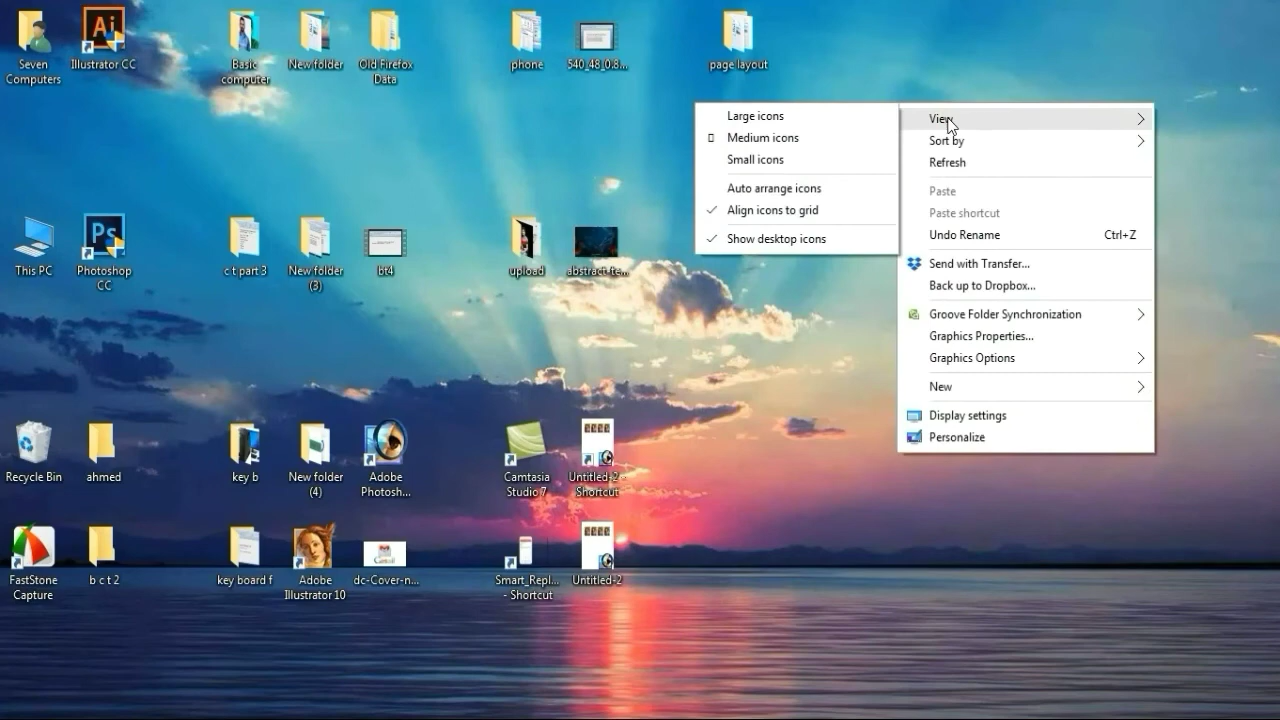 Seven
Computers
Illustrator CC
Basic
computer
New folder
Old Firefox
Data
phone
540_48_0.8...
page layout
This PC
Photoshop
CC
c t part 3
New folder
(3)
bt4
upload
abstract-te...
Recycle Bin
ahmed
key b
New folder
(4)
Adobe
Photosh...
Camtasia
Studio 7
Untitled-2 -
Shortcut
FastStone
Capture
b c t 2
key board f
Adobe
Illustrator 10
dc-Cover-n...
Smart_Repl...
- Shortcut
Untitled-2
Ai
Ps
Large icons
Medium icons
Small icons
Auto arrange icons
Align icons to grid
Show desktop icons
View
Sort by
Refresh
Paste
Paste shortcut
Undo Rename Ctrl+Z
Send with Transfer...
Back up to Dropbox...
Groove Folder Synchronization
Graphics Properties...
Graphics Options
New
Display settings
Personalize